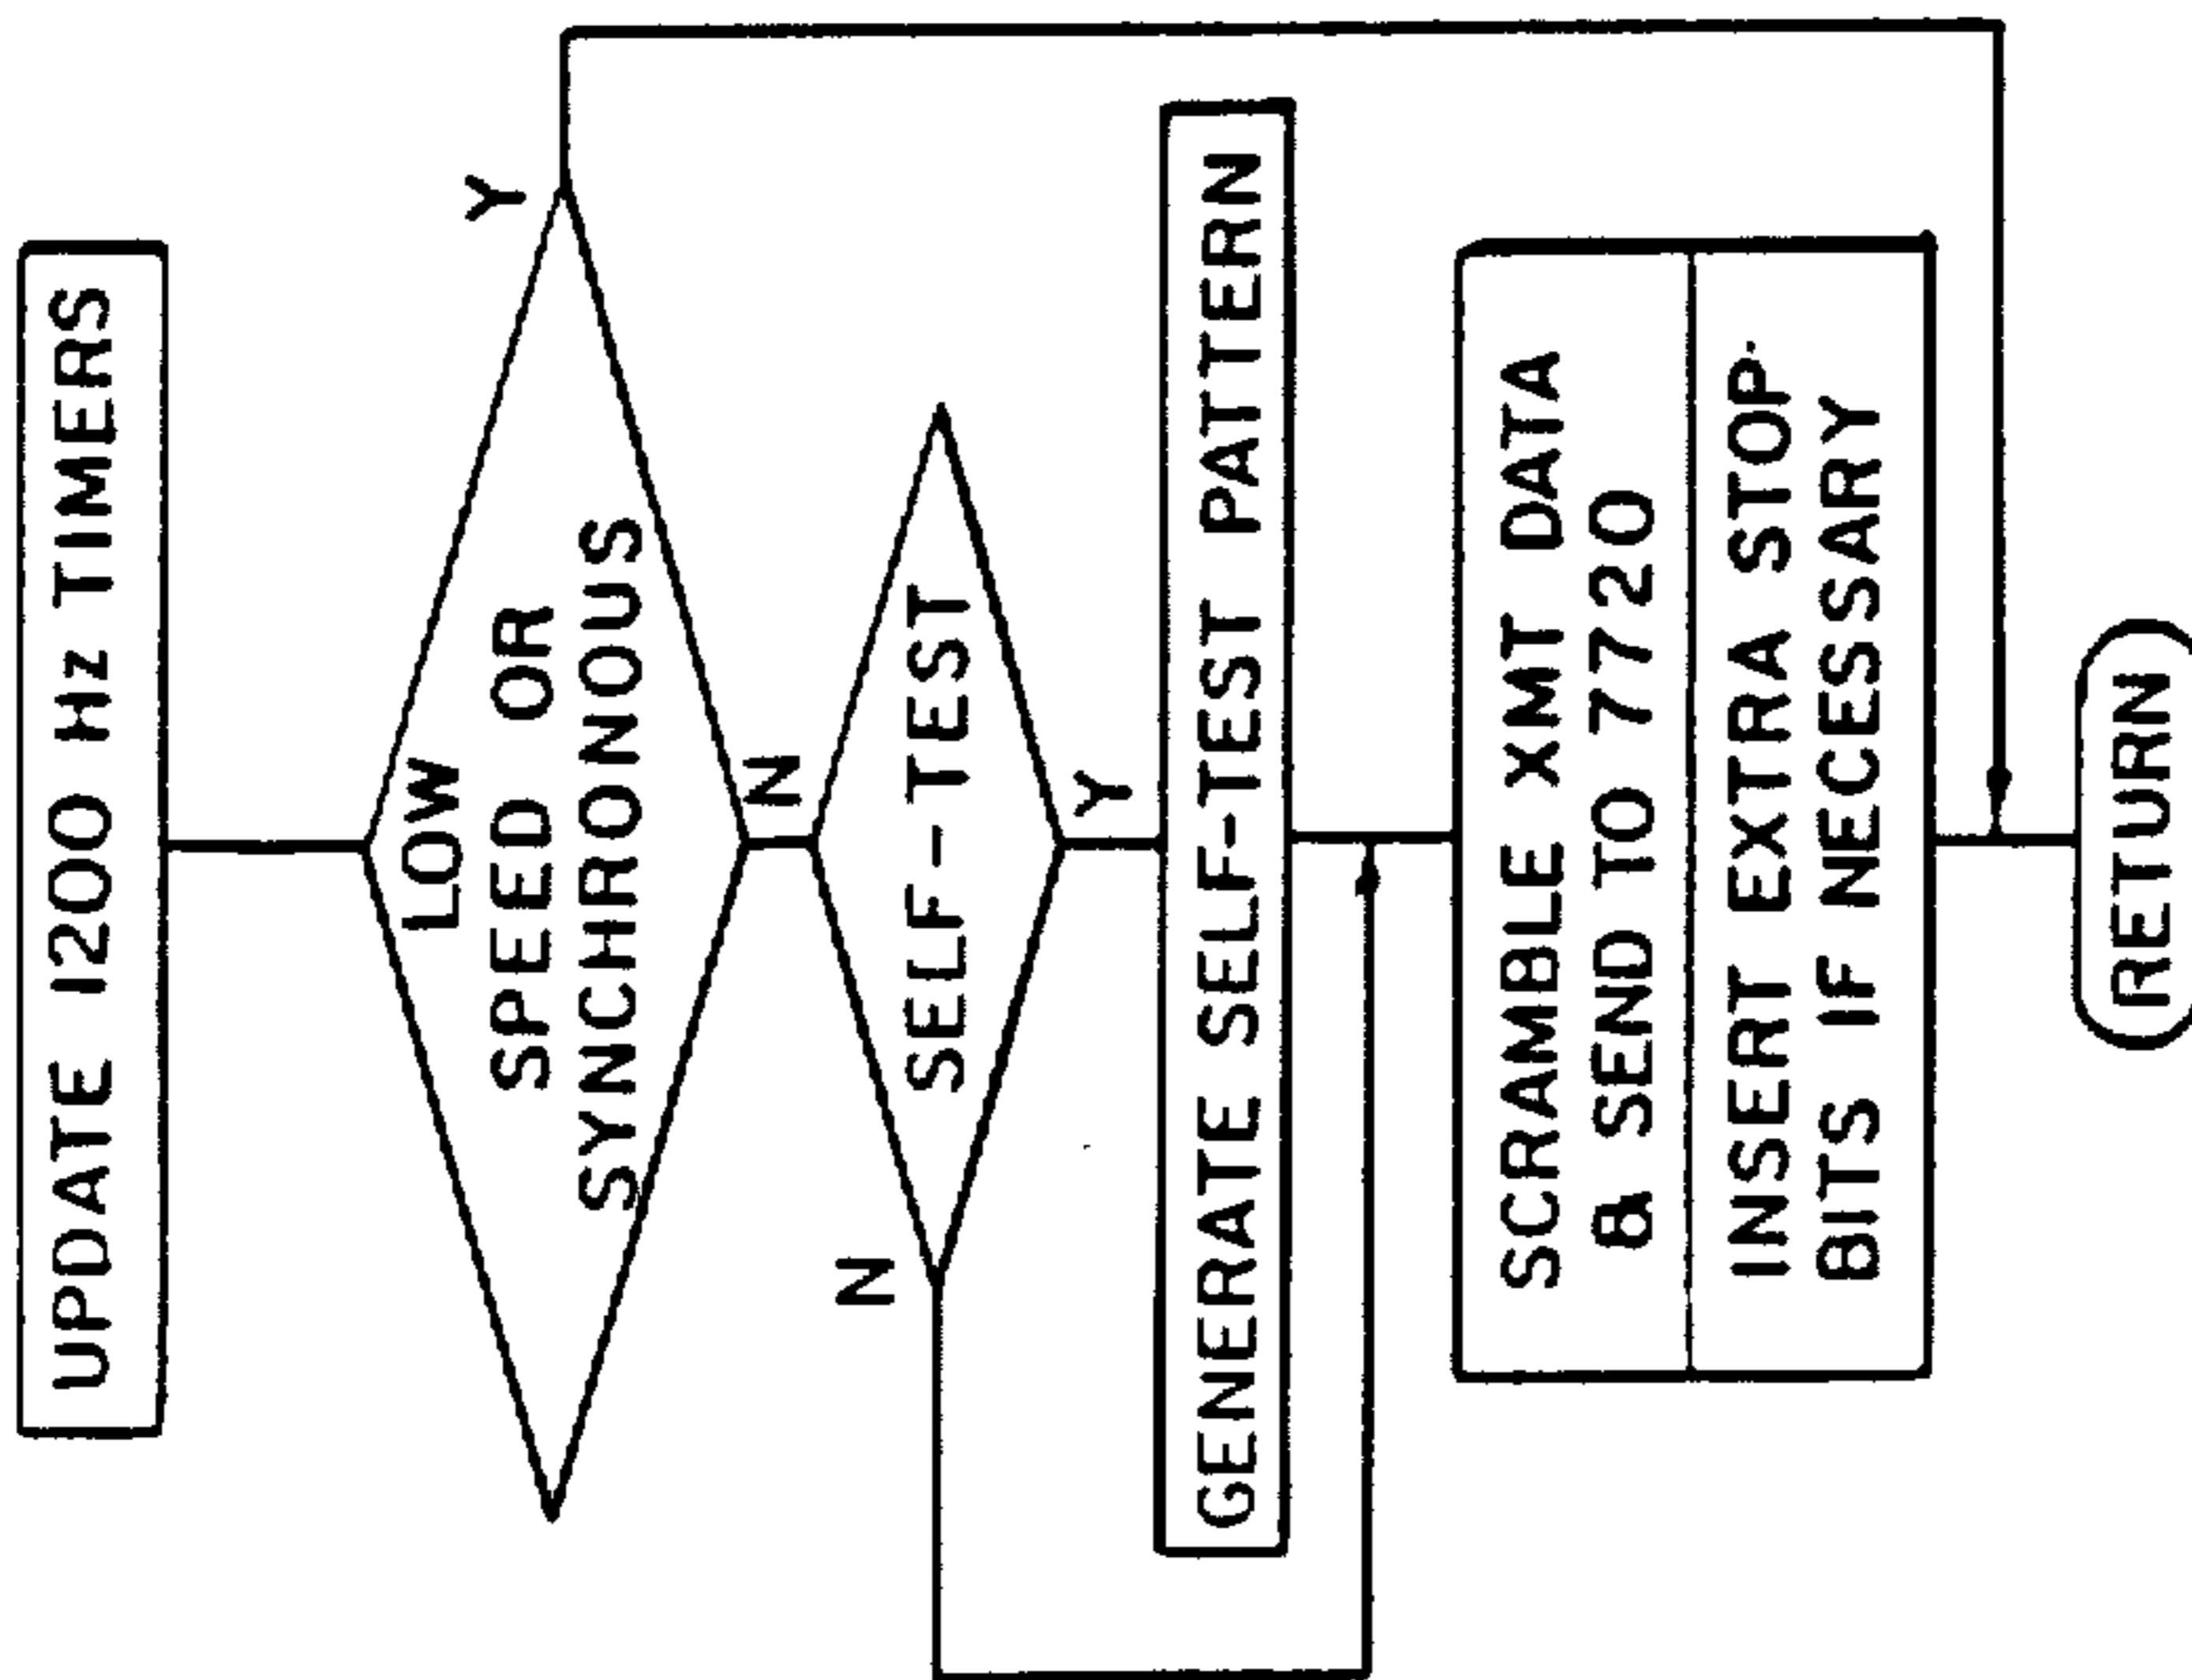 UPDATE 1200 Hz TIMERS
LOW
SPEED OR
SYNCHRONOUS
Y
N
SELF-TEST
N
Y
GENERATE SELF-TEST PATTERN
SCRAMBLE XMT DATA
& SEND TO 7720
INSERT EXTRA STOP
BITS IF NECESSARY
RETURN